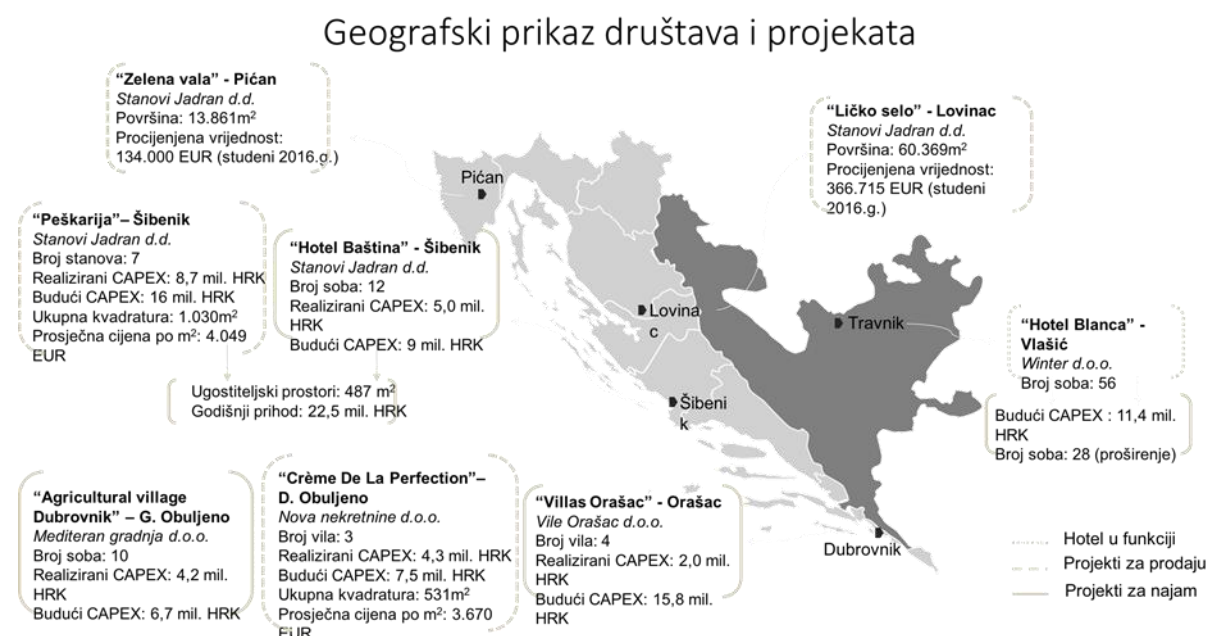 Geografski prikaz društava i projekata
“Zelena vala” - Pićan
Stanovi Jadran d.d.
Površina: 13.861m²
Procijenjena vrijednost:
134.000 EUR (studeni 2016.g.)
“Ličko selo” - Lovinac
Stanovi Jadran d.d.
Površina: 60.369m²
Procijenjena vrijednost:
366.715 EUR (studeni
2016.g.)
“Peškarija”– Šibenik
Stanovi Jadran d.d.
Broj stanova: 7
Realizirani CAPEX: 8,7 mil. HRK
Budući CAPEX: 16 mil. HRK
Ukupna kvadratura: 1.030m²
Prosječna cijena po m²: 4.049
EUR
“Hotel Baština” - Šibenik
Stanovi Jadran d.d.
Broj soba: 12
Realizirani CAPEX: 5,0 mil.
HRK
Budući CAPEX: 9 mil. HRK
Ugostiteljski prostori: 487 m²
Godišnji prihod: 22,5 mil. HRK
Pićan
Lovina
c
Travnik
Šibeni
k
Dubrovnik
“Hotel Blanca” -
Vlašić
Winter d.o.o.
Broj soba: 56
Budući CAPEX : 11,4 mil.
HRK
Broj soba: 28 (proširenje)
“Agricultural village
Dubrovnik” – G. Obuljeno
Mediteran gradnja d.o.o.
Broj soba: 10
Realizirani CAPEX: 4,2 mil.
HRK
Budući CAPEX: 6,7 mil. HRK
“Crème De La Perfection”–
D. Obuljeno
Nova nekretnine d.o.o.
Broj vila: 3
Realizirani CAPEX: 4,3 mil. HRK
Budući CAPEX: 7,5 mil. HRK
Ukupna kvadratura: 531m²
Prosječna cijena po m²: 3.670
EUR
“Villas Orašac” - Orašac
Vile Orašac d.o.o.
Broj vila: 4
Realizirani CAPEX: 2,0 mil.
HRK
Budući CAPEX: 15,8 mil.
HRK
Hotel u funkciji
Projekti za prodaju
Projekti za najam